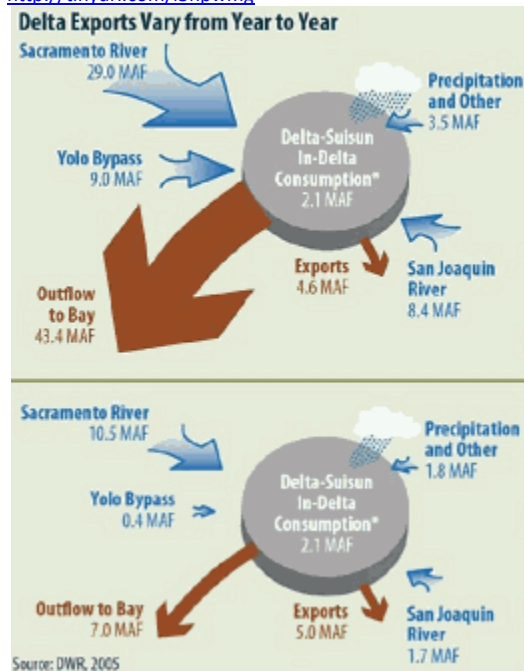 Delta Exports Vary from Year to Year
Sacramento River
29.0 MAF
Precipitation
and Other
3.5 MAF
Delta-Suisun
In-Delta
Consumption*
2.1 MAF
Yolo Bypass
9.0 MAF
Exports
4.6 MAF
San Joaquin
River
8.4 MAF
Outflow
to Bay
43.4 MAF
Sacramento River
10.5 MAF
Precipitation
and Other
1.8 MAF
Delta-Suisun
In-Delta
Consumption*
2.1 MAF
Yolo Bypass
0.4 MAF
Outflow to Bay
7.0 MAF
Exports
5.0 MAF
San Joaquin
River
1.7 MAF
Source: DWR, 2005